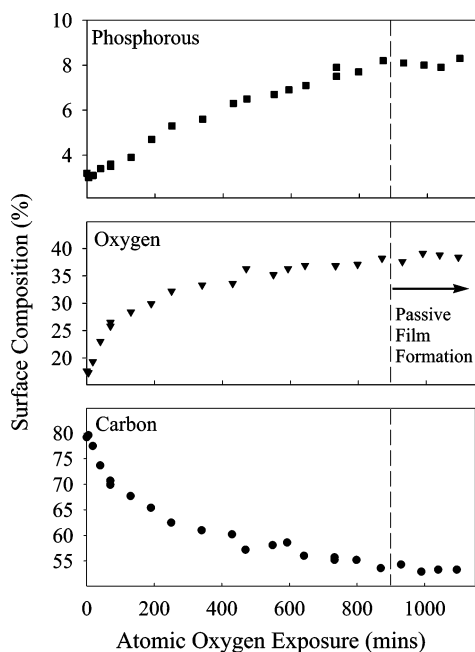 Phosphorous
10
8
6
4
Surface Composition (%)
Oxygen
40
35
30
25
20
15
Passive
Film
Formation
Carbon
80
75
70
65
60
55
0 200 400 600 800 1000
Atomic Oxygen Exposure (mins)